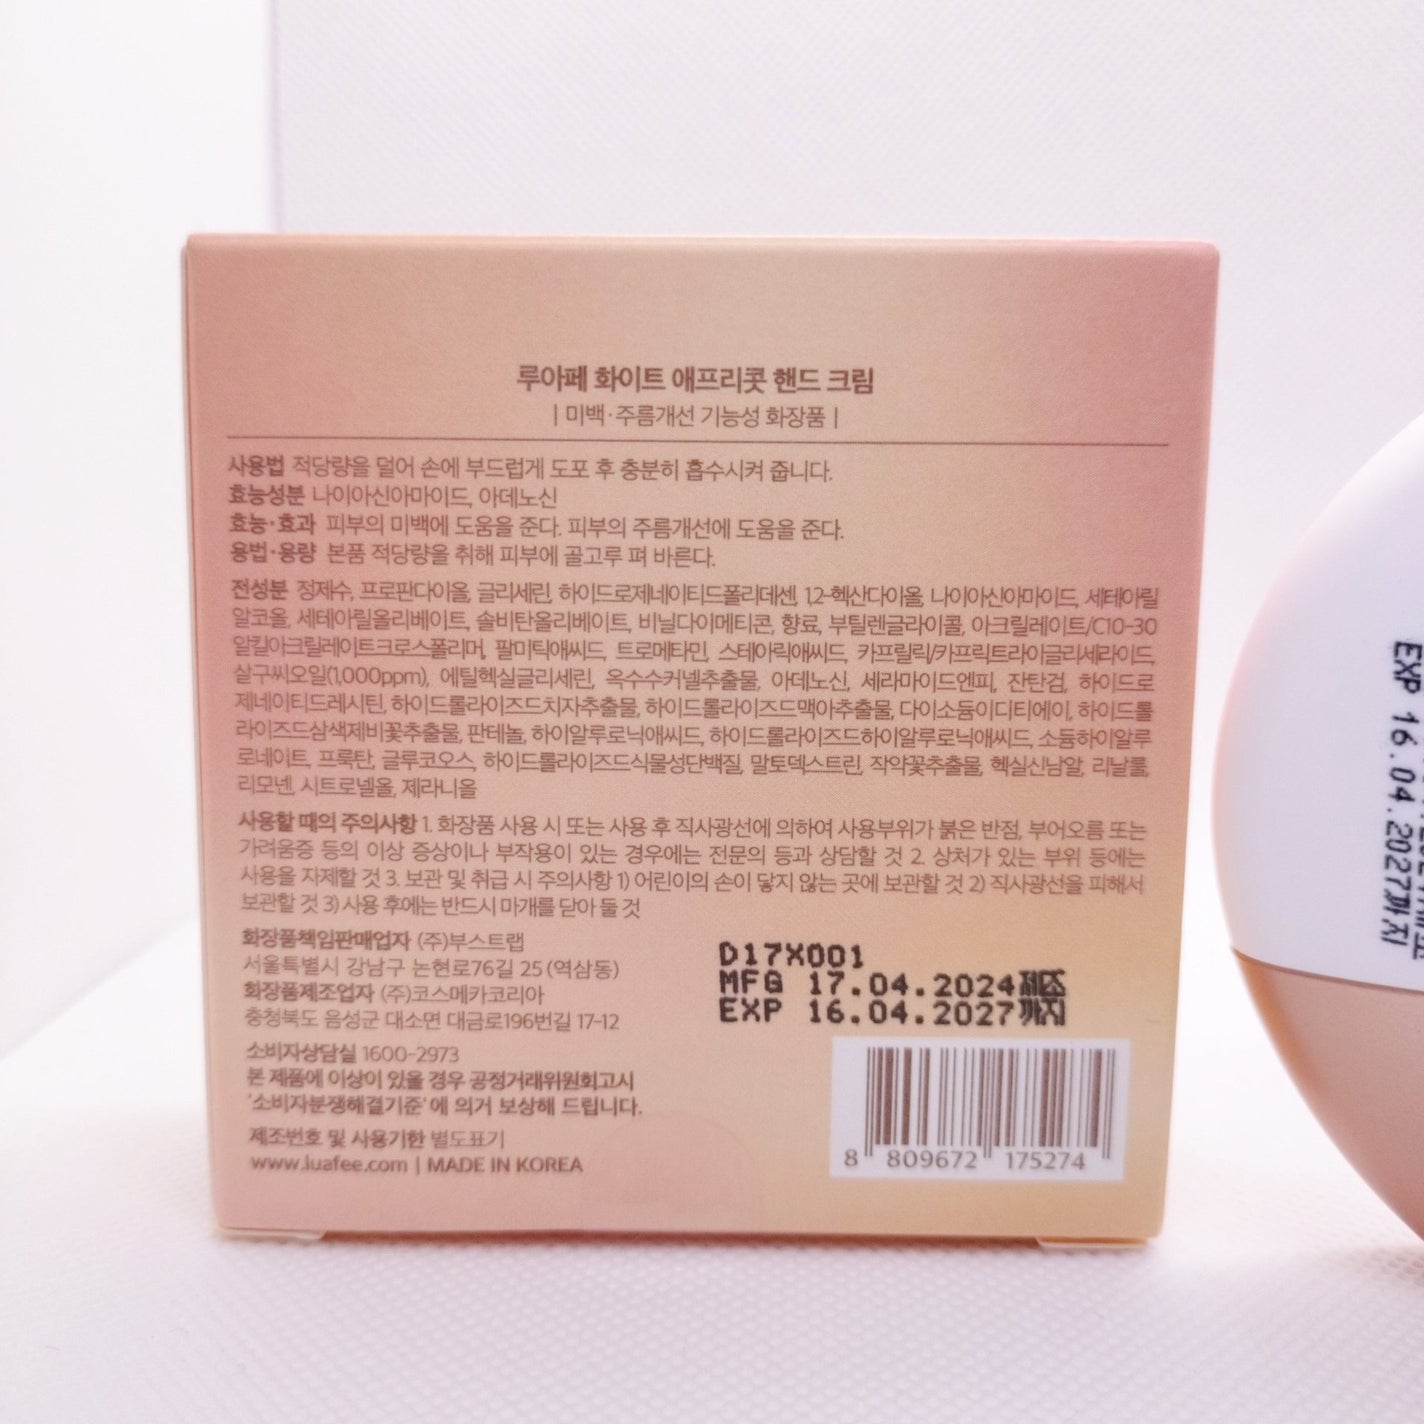 루아페 화이트 애프리콧 핸드 크림
| 미백·주름개선 기능성 화장품 |
사용법 적당량을 덜어 손에 부드럽게 도포 후 충분히 흡수시켜 줍니다.
효능성분 나이아신아마이드, 아데노신
효능·효과 피부의 미백에 도움을 준다. 피부의 주름개선에 도움을 준다.
용법·용량 본품 적당량을 취해 피부에 골고루 펴 바른다.
전성분 정제수, 프로판다이올, 글리세린, 하이드로제네이티드폴리데센, 1,2-헥산다이올, 나이아신아마이드, 세테아릴
알코올, 세테아릴올리베이트, 솔비탄올리베이트, 비닐다이메티콘, 향료, 부틸렌글라이콜, 아크릴레이트/C10-30
알킬아크릴레이트크로스폴리머, 팔미틱애씨드, 트로메타민, 스테아릭애씨드, 카프릴릭/카프릭트라이글리세라이드,
살구씨오일(1,000ppm), 에틸헥실글리세린, 옥수수커넬추출물, 아데노신, 세라마이드엔피, 잔탄검, 하이드로
제네이티드레시틴, 하이드롤라이즈드치자추출물, 하이드롤라이즈드맥아추출물, 다이소듐이디티에이, 하이드롤
라이즈드삼색제비꽃추출물, 판테놀, 하이알루로닉애씨드, 하이드롤라이즈드하이알루로닉애씨드, 소듐하이알루
로네이트, 프룩탄, 글루코오스, 하이드롤라이즈드식물성단백질, 말토덱스트린, 작약꽃추출물, 헥실신남알, 리날룰,
리모넨, 시트로넬올, 제라니올
사용할 때의 주의사항 1. 화장품 사용 시 또는 사용 후 직사광선에 의하여 사용부위가 붉은 반점, 부어오름 또는
가려움증 등의 이상 증상이나 부작용이 있는 경우에는 전문의 등과 상담할 것 2. 상처가 있는 부위 등에는
사용을 자제할 것 3. 보관 및 취급 시 주의사항 1) 어린이의 손이 닿지 않는 곳에 보관할 것 2) 직사광선을 피해서
보관할 것 3) 사용 후에는 반드시 마개를 닫아 둘 것
화장품책임판매업자 (주)부스트랩
서울특별시 강남구 논현로76길 25 (역삼동)
화장품제조업자 (주)코스메카코리아
충청북도 음성군 대소면 대금로196번길 17-12
소비자상담실 1600-2973
본 제품에 이상이 있을 경우 공정거래위원회고시
'소비자분쟁해결기준'에 의거 보상해 드립니다.
제조번호 및 사용기한 별도표기
www.luafee.com | MADE IN KOREA
D17X001
MFG 17.04.2024제조
EXP 16.04.2027까지
8 809672 175274
EXP 16.04.2027까지